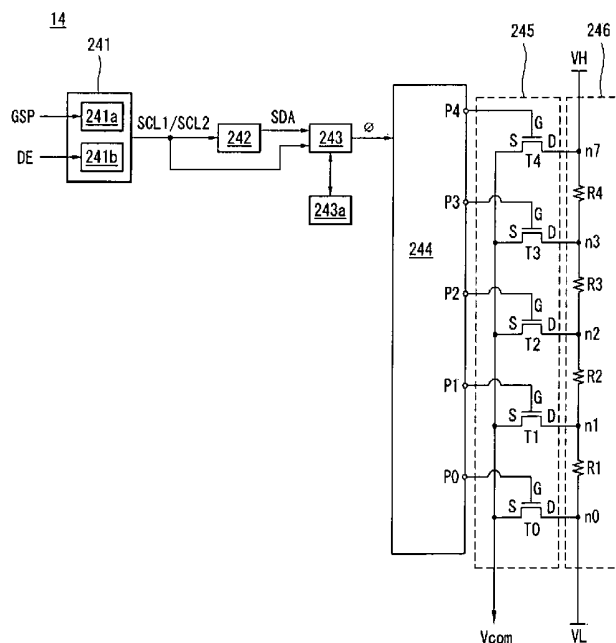 14
241
245
246
VH
GSP
241a
DE
241b
SCL1/SCL2
242
SDA
243
ø
243a
244
P4
G
S
D
T4
n7
R4
P3
G
S
D
T3
n3
R3
P2
G
S
D
T2
n2
R2
P1
G
S
D
T1
n1
R1
P0
G
S
D
T0
n0
Vcom
VL